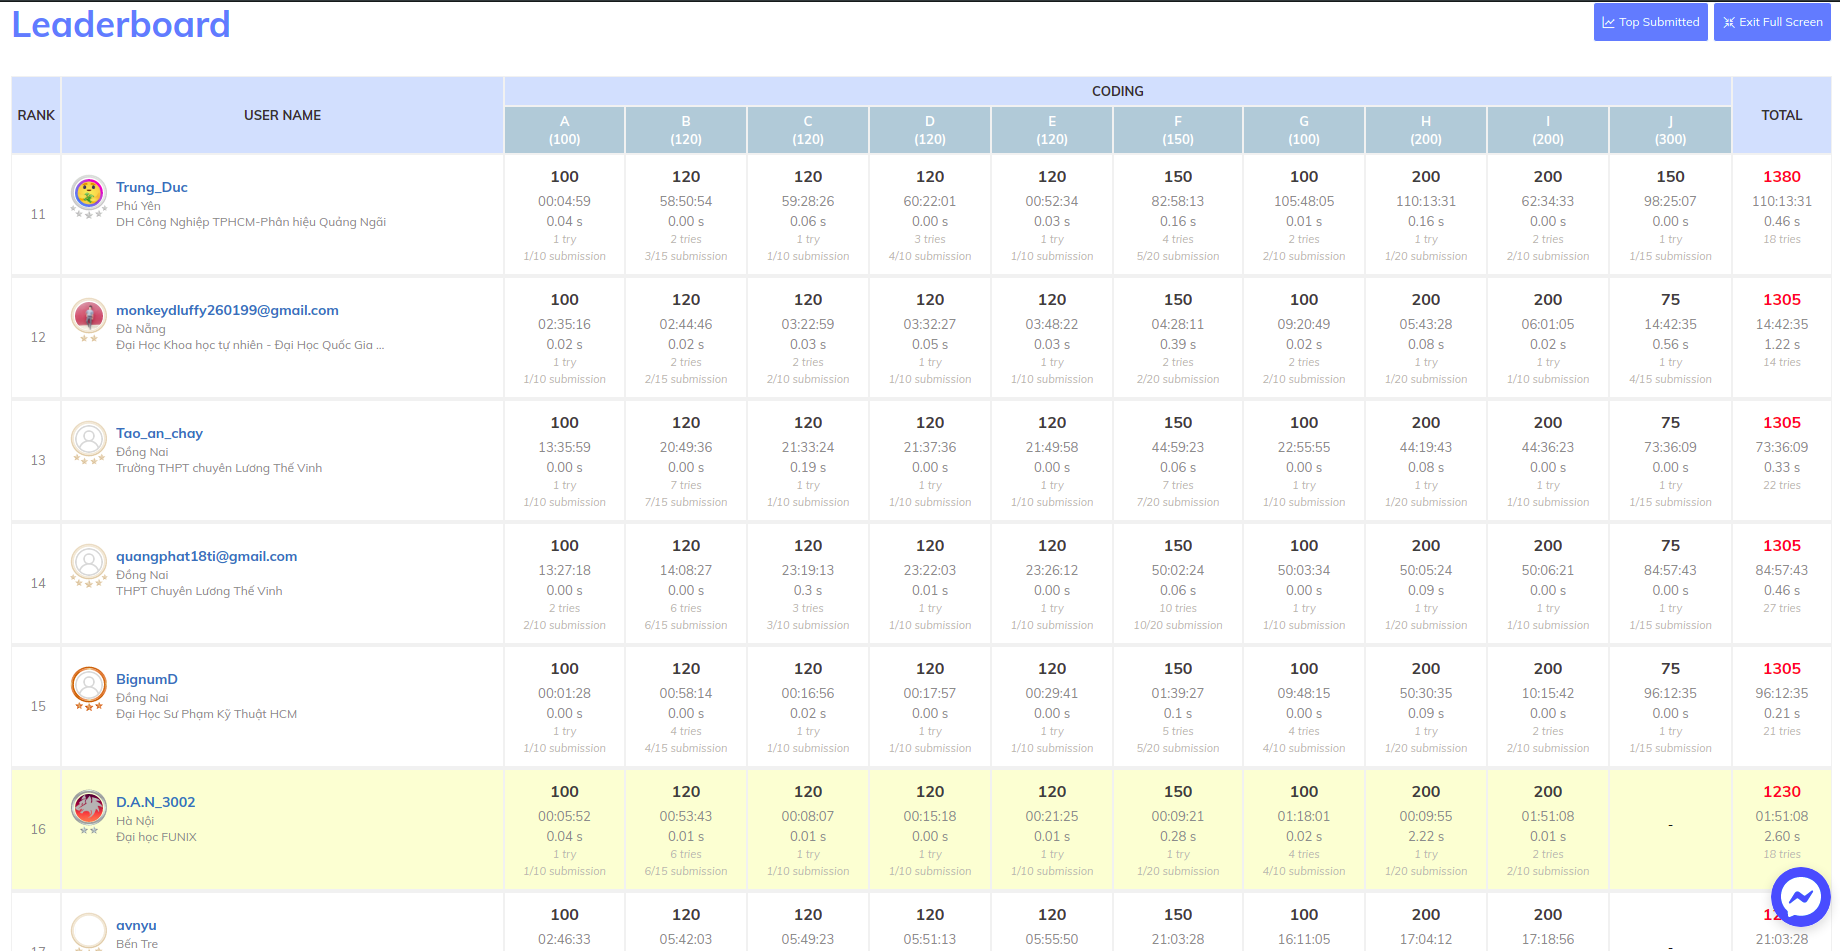 Leaderboard
Top Submitted
Exit Full Screen
RANK
USER NAME
CODING
TOTAL
A B C D E F G H I J
(100) (120) (120) (120) (120) (150) (100) (200) (200) (300)
11
Trung_Duc
Phú Yên
DH Công Nghiệp TPHCM-Phân hiệu Quảng Ngãi
100 120 120 120 120 150 100 200 200 150 1380
00:04:59 58:50:54 59:28:26 60:22:01 00:52:34 82:58:13 105:48:05 110:13:31 62:34:33 98:25:07 110:13:31
0.04 s 0.00 s 0.06 s 0.00 s 0.03 s 0.16 s 0.01 s 0.16 s 0.00 s 0.00 s 0.46 s
1 try 2 tries 1 try 3 tries 1 try 4 tries 2 tries 1 try 2 tries 1 try 18 tries
1/10 submission 3/15 submission 1/10 submission 4/10 submission 1/10 submission 5/20 submission 2/10 submission 1/20 submission 2/10 submission 1/15 submission
12
monkeydluffy260199@gmail.com
Đà Nẵng
Đại Học Khoa học tự nhiên - Đại Học Quốc Gia ...
100 120 120 120 120 150 100 200 200 75 1305
02:35:16 02:44:46 03:22:59 03:32:27 03:48:22 04:28:11 09:20:49 05:43:28 06:01:05 14:42:35 14:42:35
0.02 s 0.02 s 0.03 s 0.05 s 0.03 s 0.39 s 0.02 s 0.08 s 0.02 s 0.56 s 1.22 s
1 try 2 tries 2 tries 1 try 1 try 2 tries 2 tries 1 try 1 try 1 try 14 tries
1/10 submission 2/15 submission 2/10 submission 1/10 submission 1/10 submission 2/20 submission 2/10 submission 1/20 submission 1/10 submission 4/15 submission
13
Tao_an_chay
Đồng Nai
Trường THPT chuyên Lương Thế Vinh
100 120 120 120 120 150 100 200 200 75 1305
13:35:59 20:49:36 21:33:24 21:37:36 21:49:58 44:59:23 22:55:55 44:19:43 44:36:23 73:36:09 73:36:09
0.00 s 0.00 s 0.19 s 0.00 s 0.00 s 0.06 s 0.00 s 0.08 s 0.00 s 0.00 s 0.33 s
1 try 7 tries 1 try 1 try 1 try 7 tries 1 try 1 try 1 try 1 try 22 tries
1/10 submission 7/15 submission 1/10 submission 1/10 submission 1/10 submission 7/20 submission 1/10 submission 1/20 submission 1/10 submission 1/15 submission
14
quangphat18ti@gmail.com
Đồng Nai
THPT Chuyên Lương Thế Vinh
100 120 120 120 120 150 100 200 200 75 1305
13:27:18 14:08:27 23:19:13 23:22:03 23:26:12 50:02:24 50:03:34 50:05:24 50:06:21 84:57:43 84:57:43
0.00 s 0.00 s 0.3 s 0.01 s 0.00 s 0.06 s 0.00 s 0.09 s 0.00 s 0.00 s 0.46 s
2 tries 6 tries 3 tries 1 try 1 try 10 tries 1 try 1 try 1 try 1 try 27 tries
2/10 submission 6/15 submission 3/10 submission 1/10 submission 1/10 submission 10/20 submission 1/10 submission 1/20 submission 1/10 submission 1/15 submission
15
BignumD
Đồng Nai
Đại Học Sư Phạm Kỹ Thuật HCM
100 120 120 120 120 150 100 200 200 75 1305
00:01:28 00:58:14 00:16:56 00:17:57 00:29:41 01:39:27 09:48:15 50:30:35 10:15:42 96:12:35 96:12:35
0.00 s 0.00 s 0.02 s 0.00 s 0.00 s 0.1 s 0.00 s 0.09 s 0.00 s 0.00 s 0.21 s
1 try 4 tries 1 try 1 try 1 try 5 tries 4 tries 1 try 2 tries 1 try 21 tries
1/10 submission 4/15 submission 1/10 submission 1/10 submission 1/10 submission 5/20 submission 4/10 submission 1/20 submission 2/10 submission 1/15 submission
16
D.A.N_3002
Hà Nội
Đại học FUNIX
100 120 120 120 120 150 100 200 200 - 1230
00:05:52 00:53:43 00:08:07 00:15:18 00:21:25 00:09:21 01:18:01 00:09:55 01:51:08 01:51:08
0.04 s 0.01 s 0.01 s 0.00 s 0.01 s 0.28 s 0.02 s 2.22 s 0.01 s 2.60 s
1 try 6 tries 1 try 1 try 1 try 1 try 4 tries 1 try 2 tries 18 tries
1/10 submission 6/15 submission 1/10 submission 1/10 submission 1/10 submission 1/20 submission 4/10 submission 1/20 submission 2/10 submission
17
avnyu
Bến Tre
100 120 120 120 120 150 100 200 200 -
02:46:33 05:42:03 05:49:23 05:51:13 05:55:50 21:03:28 16:11:05 17:04:12 17:18:56 21:03:28